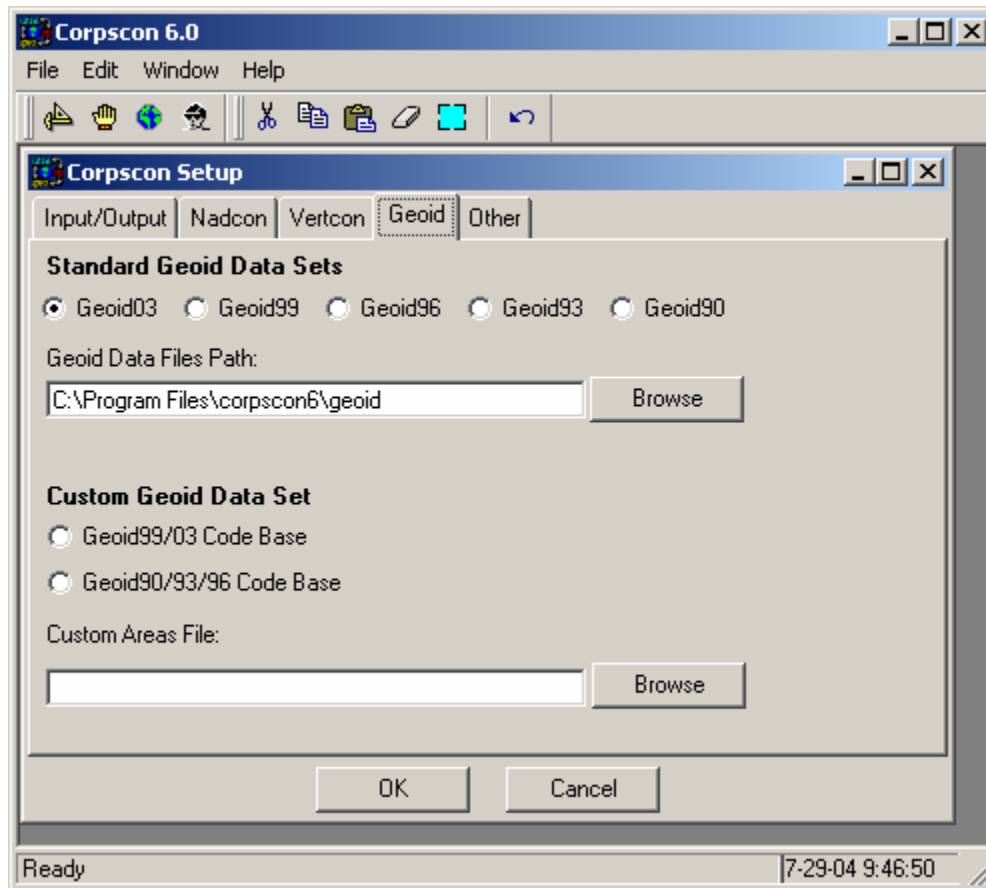 Corpscon 6.0
File Edit Window Help
Corpscon Setup
Input/Output Nadcon Vertcon Geoid Other
Standard Geoid Data Sets
Geoid03 Geoid99 Geoid96 Geoid93 Geoid90
Geoid Data Files Path:
C:\Program Files\corpscon6\geoid Browse
Custom Geoid Data Set
Geoid99/03 Code Base
Geoid90/93/96 Code Base
Custom Areas File:
Browse
OK Cancel
Ready 7-29-04 9:46:50